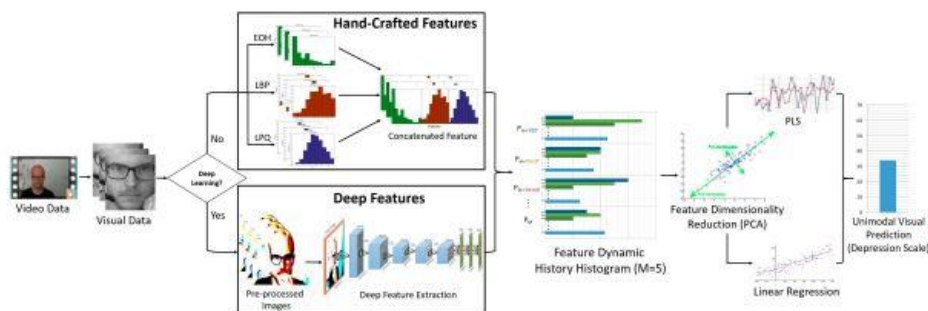 Hand-Crafted Features
EOH
LBP
LPQ
Concatenated Feature
No
Deep
Learning?
Yes
Video Data
Visual Data
Deep Features
Pre-processed
Images
Deep Feature Extraction
Feature Dynamic
History Histogram (M=5)
PLS
Feature Dimensionality
Reduction (PCA)
Linear Regression
Unimodal Visual
Prediction
(Depression Scale)